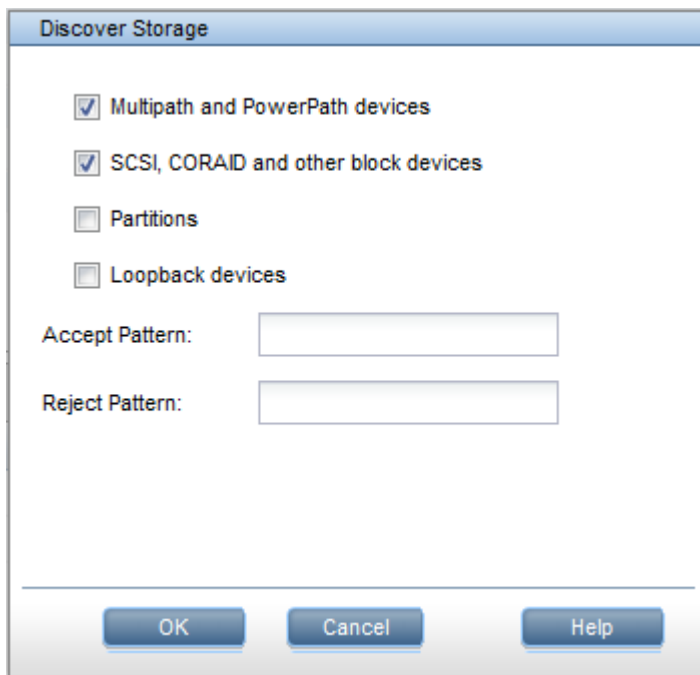 Discover Storage
Multipath and PowerPath devices
SCSI, CORAID and other block devices
Partitions
Loopback devices
Accept Pattern:
Reject Pattern:
OK Cancel Help